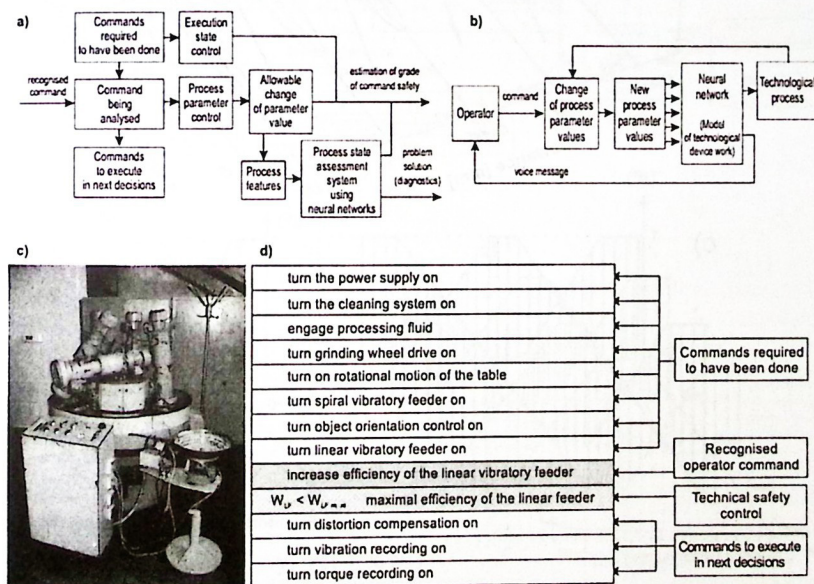 a)
Commands
required
to have been done
Execution
state
control
recognised
command
Command
being
analysed
Process
parameter
control
Allowable
change
of parameter
value
estimation of grade
of command safety
Commands
to execute
in next decisions
Process
features
Process state
assessment
system
using
neural networks
problem
solution
(diagnostics)
b)
Operator
command
Change
of process
parameter
values
New
process
parameter
values
Neural
network
(Model
of technological
device work)
Technological
process
voice message
c)
d)
turn the power supply on
turn the cleaning system on
engage processing fluid
turn grinding wheel drive on
turn on rotational motion of the table
turn spiral vibratory feeder on
turn object orientation control on
turn linear vibratory feeder on
increase efficiency of the linear vibratory feeder
maximal efficiency of the linear feeder
turn distortion compensation on
turn vibration recording on
turn torque recording on
Commands required
to have been done
Recognised
operator command
Technical safety
control
Commands to execute
in next decisions